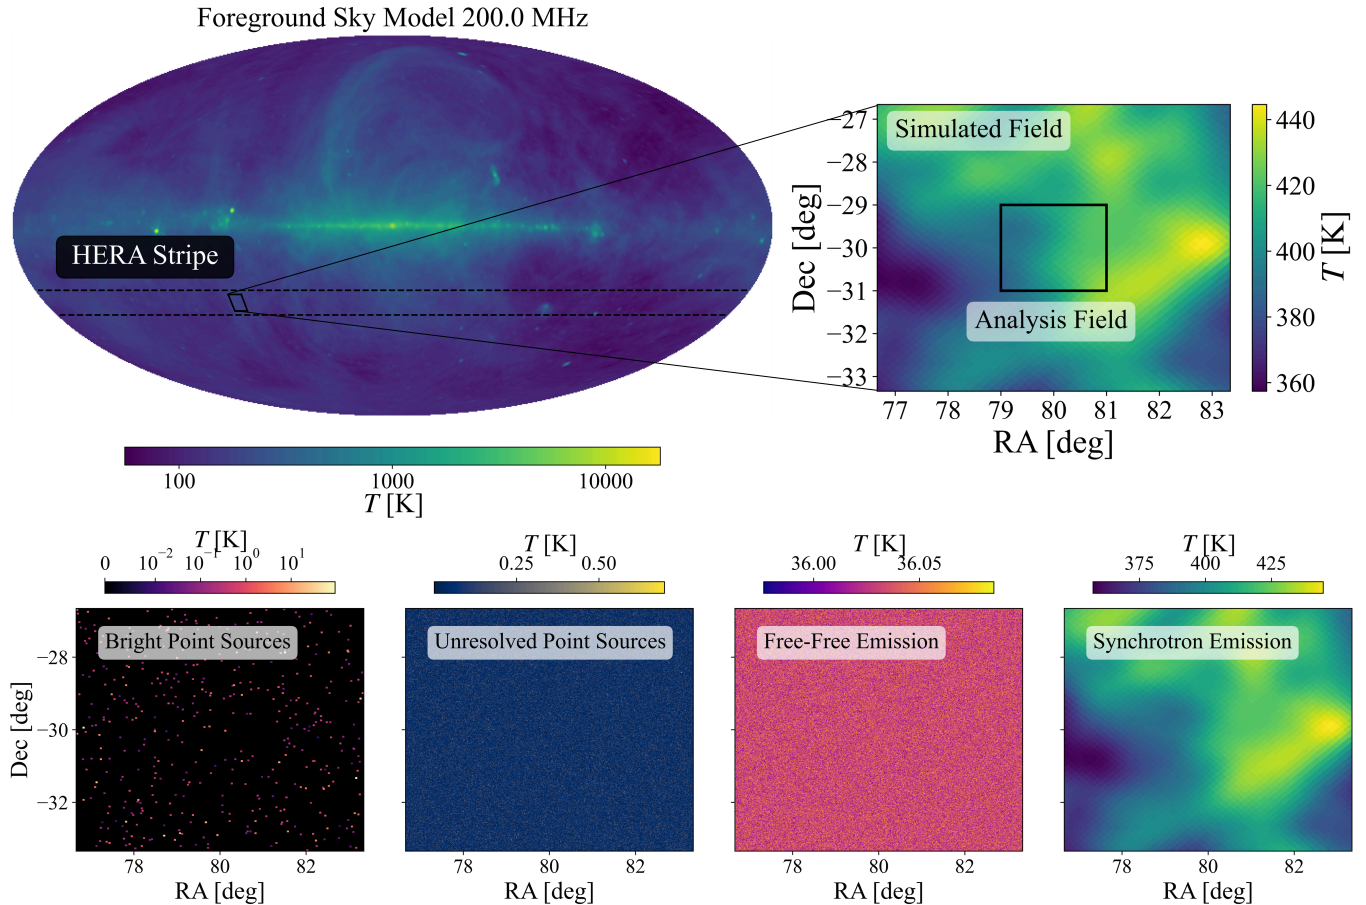 Foreground Sky Model 200.0 MHz
HERA Stripe
100
1000
10000
T [K]
Simulated Field
Analysis Field
−27
−28
−29
−30
−31
−32
−33
Dec [deg]
77
78
79
80
81
82
83
RA [deg]
440
420
400
380
360
T [K]
T [K]
0
10⁻²
10⁻¹
10⁰
10¹
Bright Point Sources
−28
−30
−32
Dec [deg]
78
80
82
RA [deg]
T [K]
0.25
0.50
Unresolved Point Sources
78
80
82
RA [deg]
T [K]
36.00
36.05
Free-Free Emission
78
80
82
RA [deg]
T [K]
375
400
425
Synchrotron Emission
78
80
82
RA [deg]